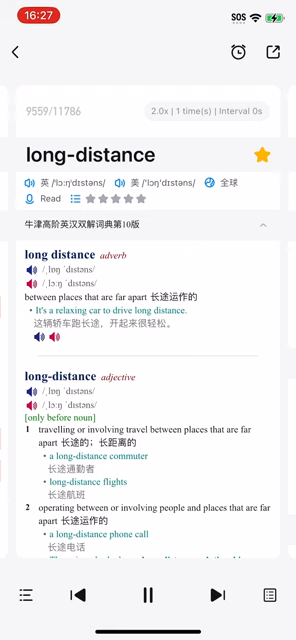 16:27
SOS
9559/11786
2.0x | 1 time(s) | Interval 0s
long-distance
英 /'lɔ:ŋ'dɪstəns/ 美 /'lɔŋ'dɪstəns/ 全球
Read
牛津高阶英汉双解词典第10版
long distance adverb
/ˌlɒŋ ˈdɪstəns/
/ˌlɔːŋ ˈdɪstəns/
between places that are far apart 长途运作的
• It's a relaxing car to drive long distance.
这辆轿车跑长途，开起来很轻松。
long-distance adjective
/ˌlɒŋ ˈdɪstəns/
/ˌlɔːŋ ˈdɪstəns/
[only before noun]
1 travelling or involving travel between places that are far
apart 长途的；长距离的
• a long-distance commuter
长途通勤者
• long-distance flights
长途航班
2 operating between or involving people and places that are far
apart 长途运作的
• a long-distance phone call
长途电话